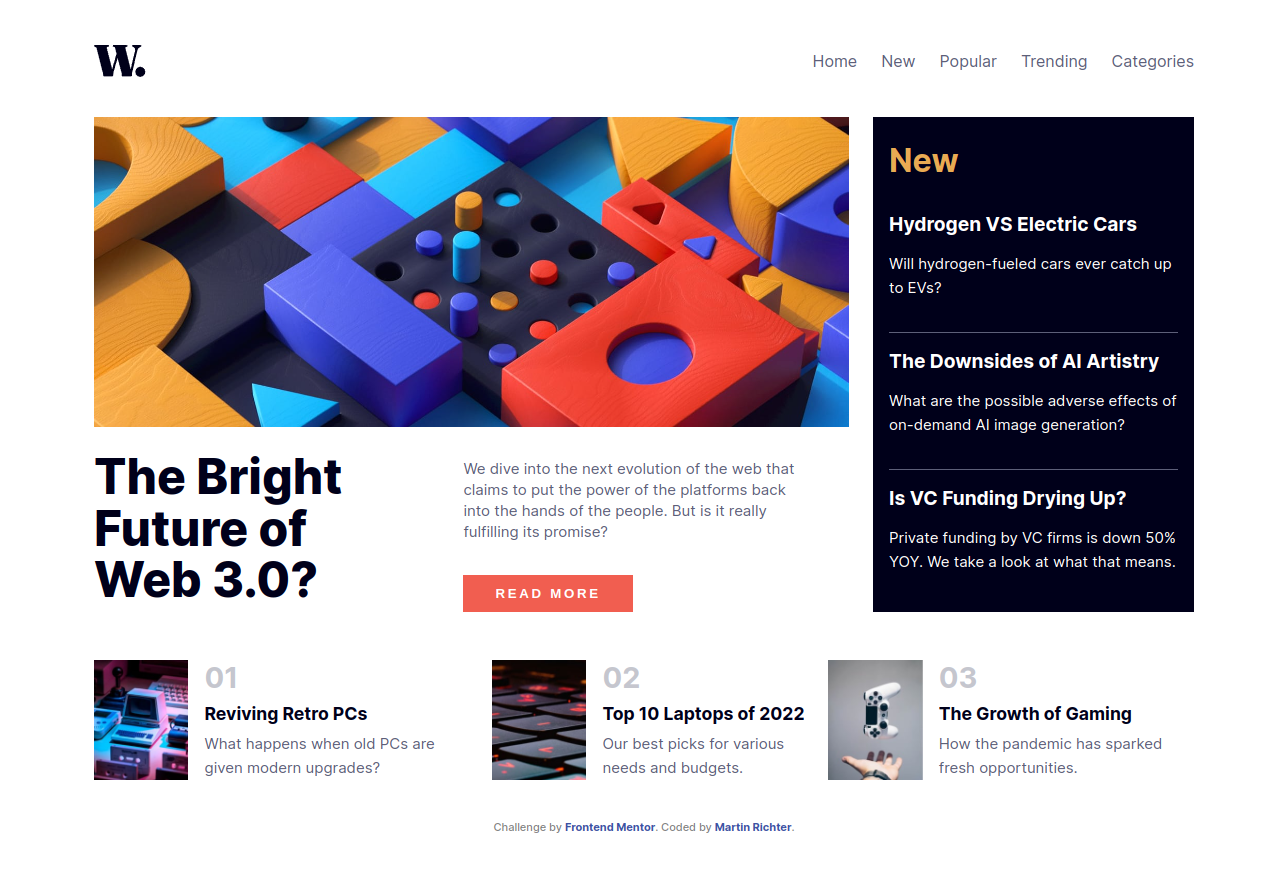 W.
Home New Popular Trending Categories
New
Hydrogen VS Electric Cars
Will hydrogen-fueled cars ever catch up
to EVs?
The Downsides of AI Artistry
What are the possible adverse effects of
on-demand AI image generation?
Is VC Funding Drying Up?
Private funding by VC firms is down 50%
YOY. We take a look at what that means.
The Bright
Future of
Web 3.0?
We dive into the next evolution of the web that
claims to put the power of the platforms back
into the hands of the people. But is it really
fulfilling its promise?
READ MORE
01
Reviving Retro PCs
What happens when old PCs are
given modern upgrades?
02
Top 10 Laptops of 2022
Our best picks for various
needs and budgets.
03
The Growth of Gaming
How the pandemic has sparked
fresh opportunities.
Challenge by Frontend Mentor. Coded by Martin Richter.